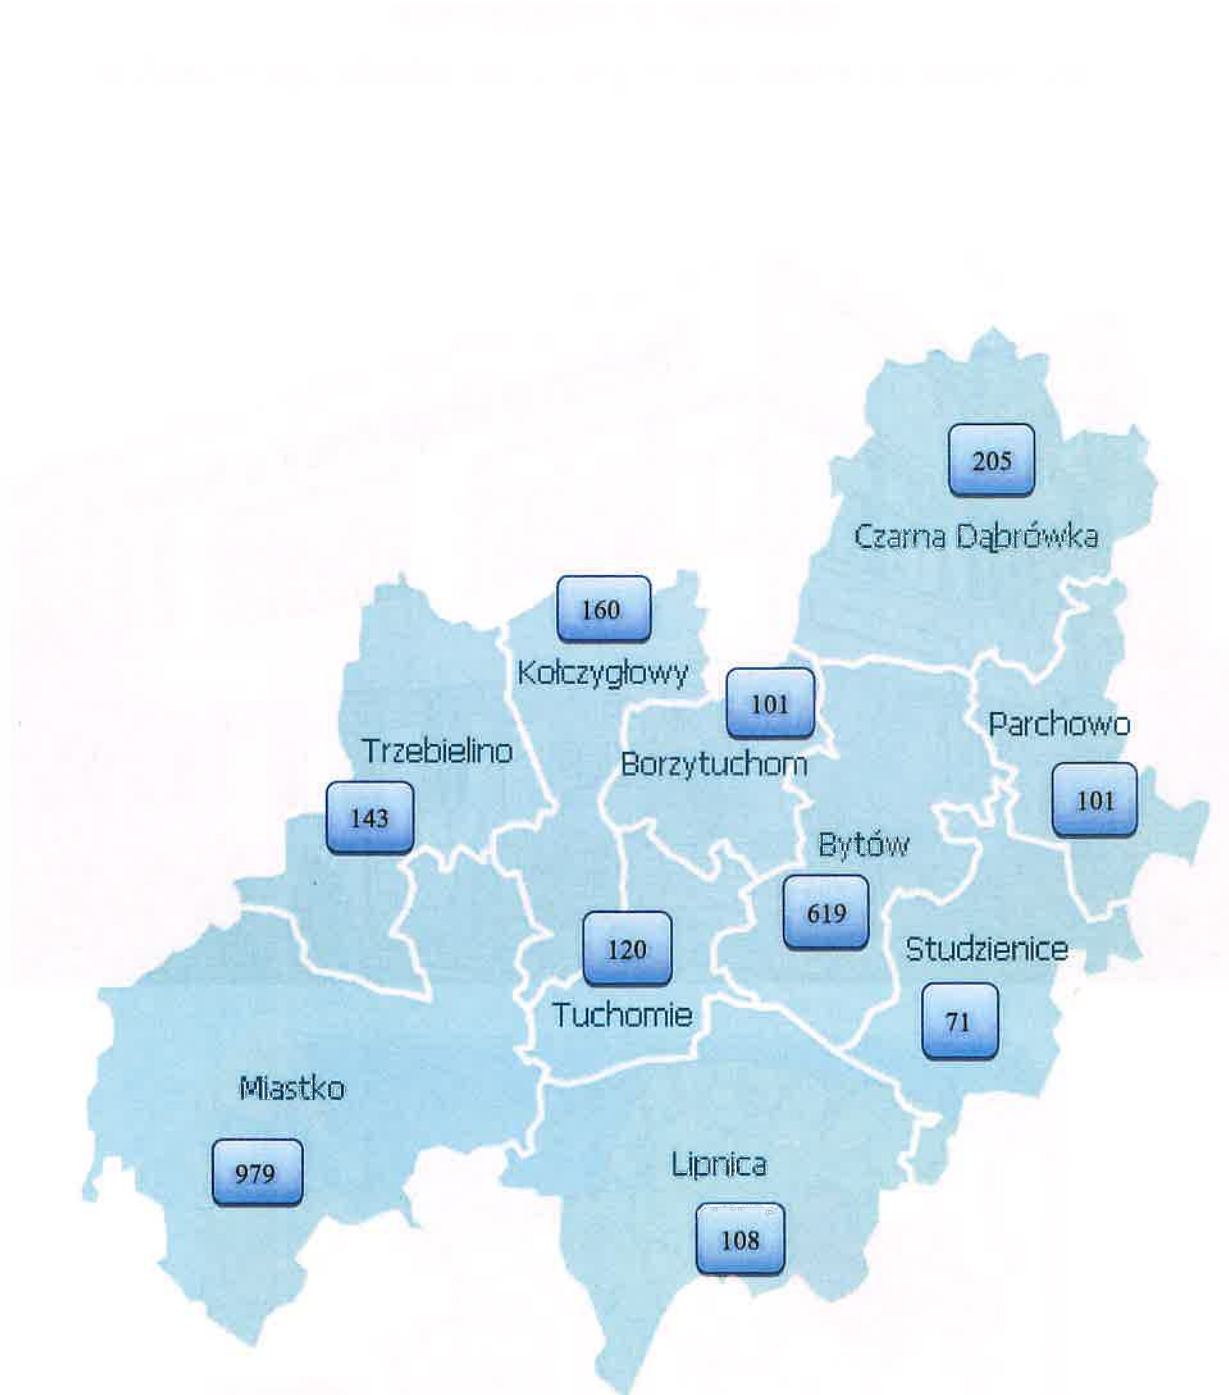 205
Czarna Dąbrówka
160
Kołczygłowy
101
Borzytuchom
Parchowo
101
Trzebielino
143
Bytów
619
120
Tuchomie
Studzienice
71
Miastko
979
Lipnica
108